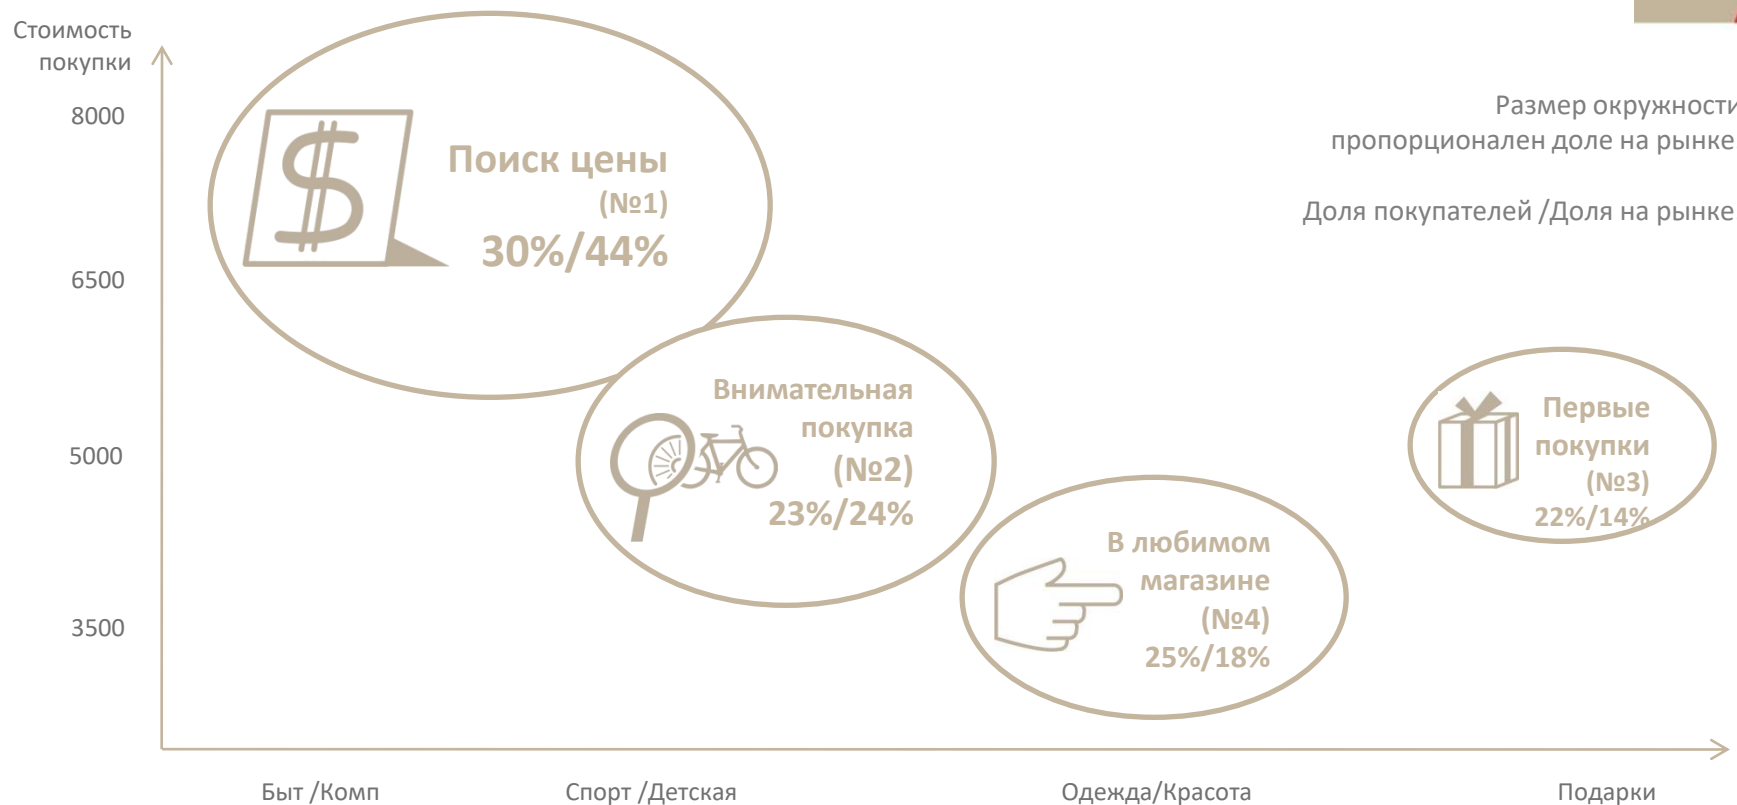 Стоимость
покупки
8000
6500
5000
3500
Размер окружности
пропорционален доле на рынке
Доля покупателей /Доля на рынке
Поиск цены
(№1)
30%/44%
Внимательная
покупка
(№2)
23%/24%
В любимом
магазине
(№4)
25%/18%
Первые
покупки
(№3)
22%/14%
Быт /Комп
Спорт /Детская
Одежда/Красота
Подарки